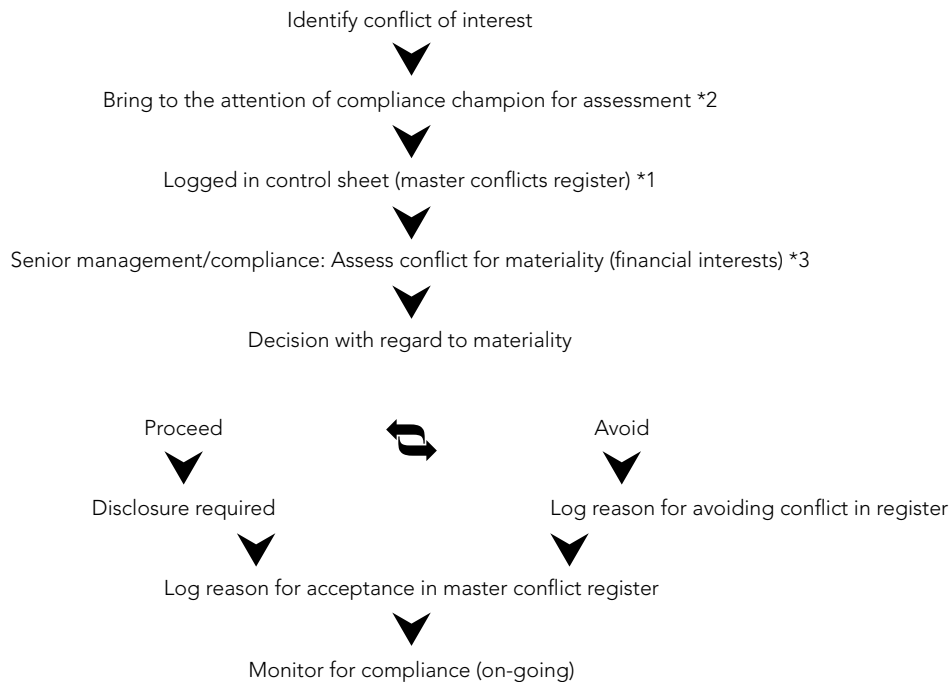 Identify conflict of interest
Bring to the attention of compliance champion for assessment *2
Logged in control sheet (master conflicts register) *1
Senior management/compliance: Assess conflict for materiality (financial interests) *3
Decision with regard to materiality
Proceed
Avoid
Disclosure required
Log reason for avoiding conflict in register
Log reason for acceptance in master conflict register
Monitor for compliance (on-going)